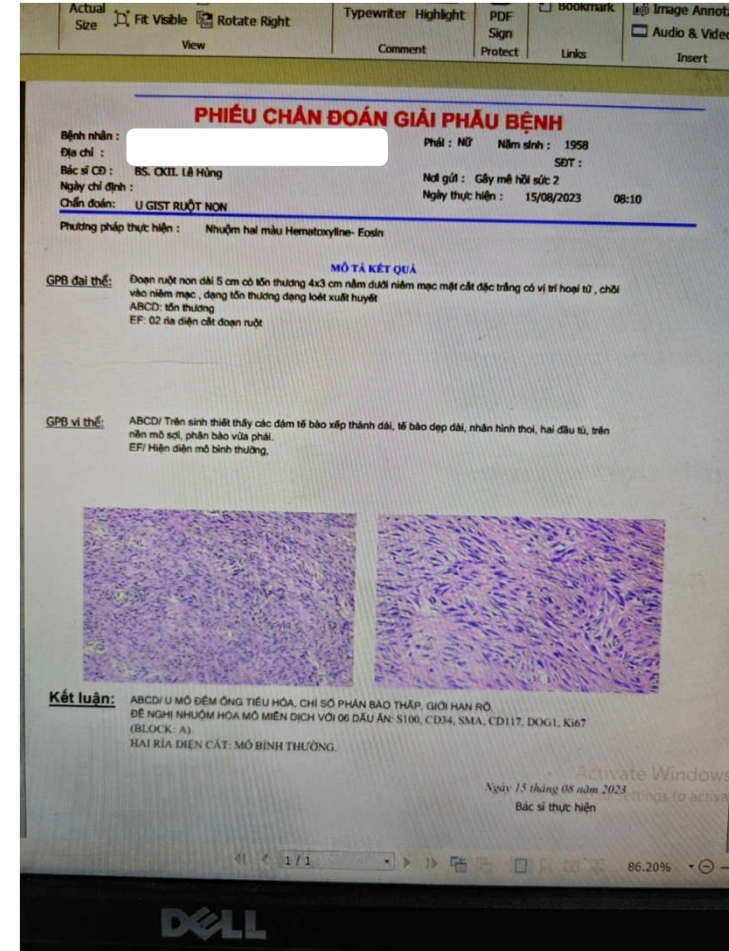 Actual
Size
Fit Visible
Rotate Right
View
Typewriter
Highlight
Comment
PDF
Sign
Protect
Bookmark
Links
Image Annot
Audio & Video
Insert
PHIẾU CHẨN ĐOÁN GIẢI PHẪU BỆNH
Bệnh nhân :
Phái : NỮ Năm sinh : 1958
Địa chỉ :
SĐT :
Bác sĩ CĐ : BS. CKII. Lê Hùng
Nơi gửi : Gây mê hồi sức 2
Ngày chỉ định :
Ngày thực hiện : 15/08/2023 08:10
Chẩn đoán: U GIST RUỘT NON
Phương pháp thực hiện : Nhuộm hai màu Hematoxyline- Eosin
MÔ TẢ KẾT QUẢ
GPB đại thể: Đoạn ruột non dài 5 cm có tổn thương 4x3 cm nằm dưới niêm mạc mặt cắt đặc trắng có vị trí hoại tử , chồi
vào niêm mạc , dạng tổn thương dạng loét xuất huyết
ABCD: tổn thương
EF: 02 rìa diện cắt đoạn ruột
GPB vi thể: ABCD/ Trên sinh thiết thấy các đám tế bào xếp thành dải, tế bào dẹp dài, nhân hình thoi, hai đầu tù, trên
nền mô sợi, phân bào vừa phải.
EF/ Hiện diện mô bình thường.
Kết luận: ABCD/ U MÔ ĐỆM ỐNG TIÊU HÓA, CHỈ SỐ PHÂN BÀO THẤP, GIỚI HẠN RÕ.
ĐỀ NGHỊ NHUỘM HÓA MÔ MIỄN DỊCH VỚI 06 DẤU ẤN: S100, CD34, SMA, CD117, DOG1, Ki67
(BLOCK: A)
HAI RÌA DIỆN CẮT: MÔ BÌNH THƯỜNG.
Activate Windows
Ngày 15 tháng 08 năm 2023
ettings to activa
Bác sĩ thực hiện
1 / 1
86.20%
DELL